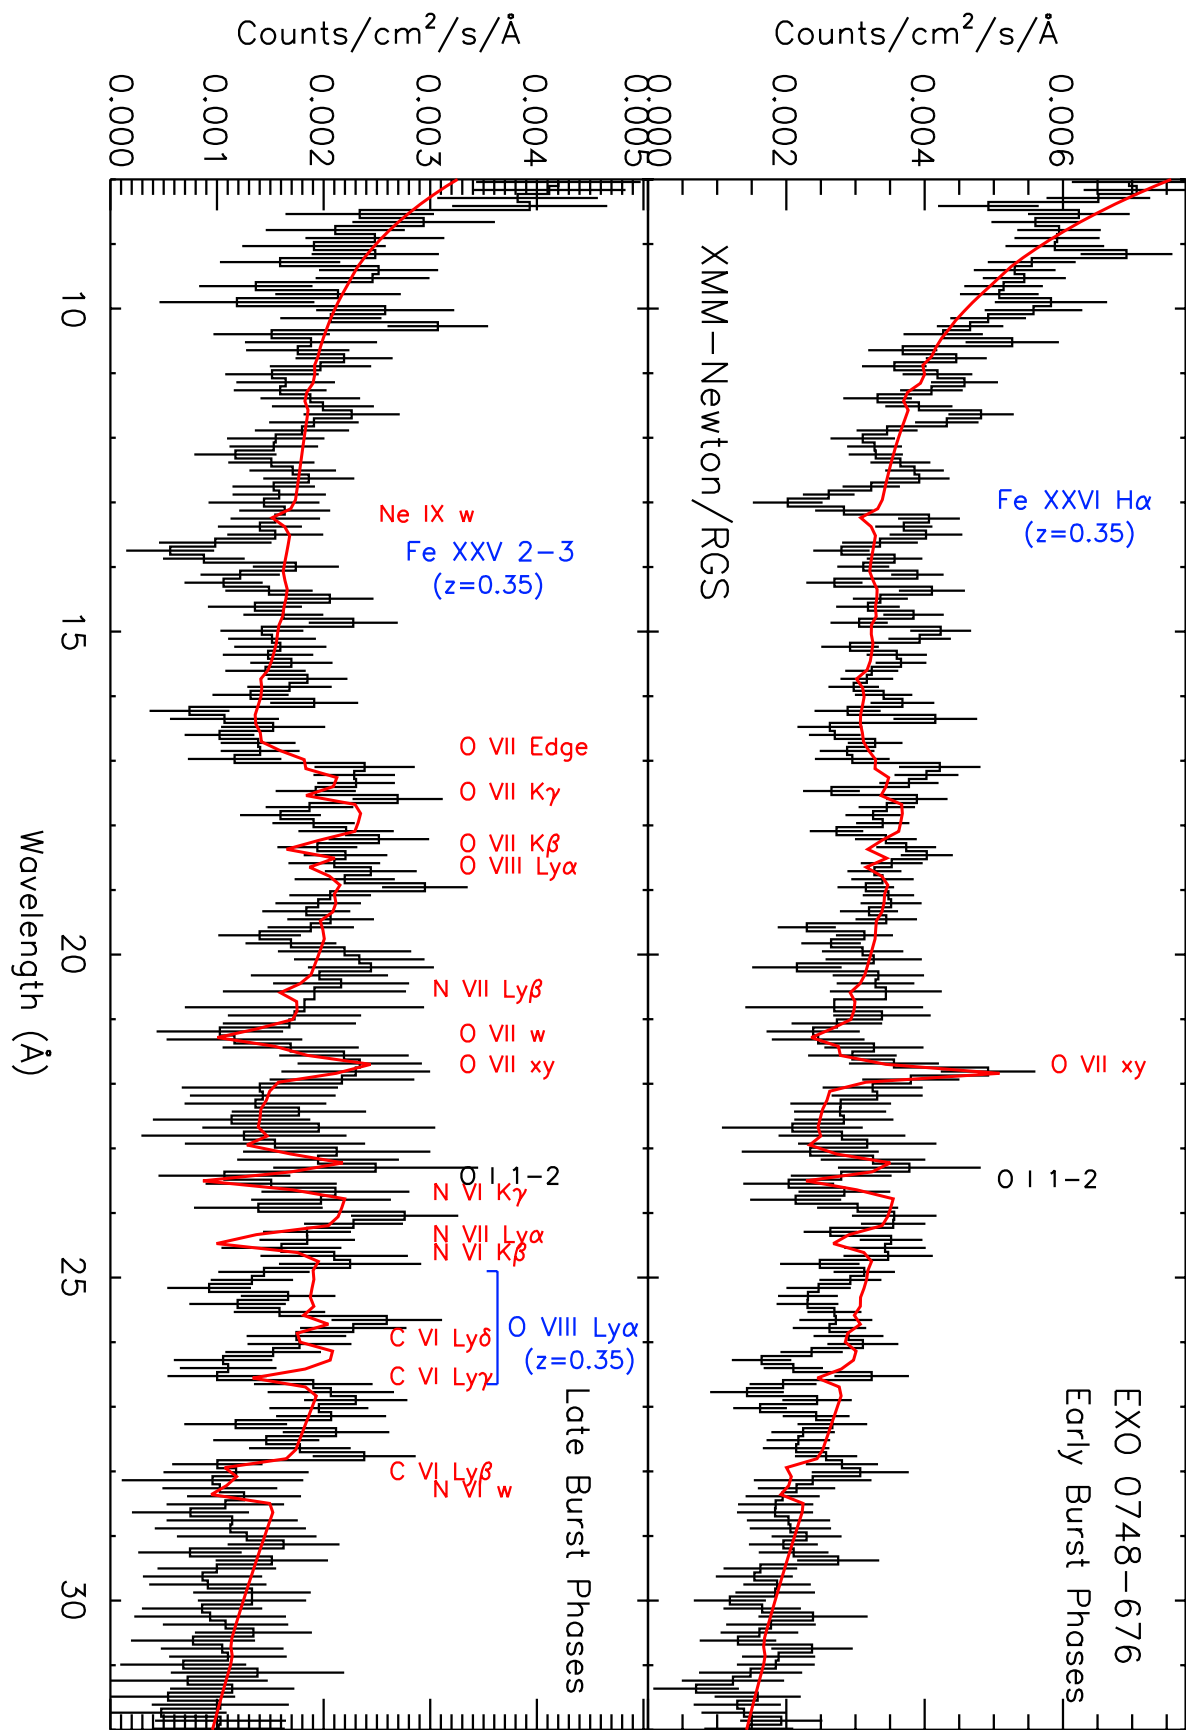 Counts/cm²/s/Å
0.000
0.002
0.004
0.006
XMM-Newton/RGS
EXO 0748-676
Early Burst Phases
Fe XXVI Hα
(z=0.35)
O VII xy
O I 1-2
Counts/cm²/s/Å
0.000
0.001
0.002
0.003
0.004
0.005
Late Burst Phases
Ne IX w
Fe XXV 2-3
(z=0.35)
O VII Edge
O VII Kγ
O VII Kβ
O VIII Lyα
N VII Lyβ
O VII w
O VII xy
O I 1-2
N VI Kγ
N VII Lyα
N VI Kβ
O VIII Lyα
(z=0.35)
C VI Lyδ
C VI Lyγ
C VI Lyβ
N VI w
10
15
20
25
30
Wavelength (Å)